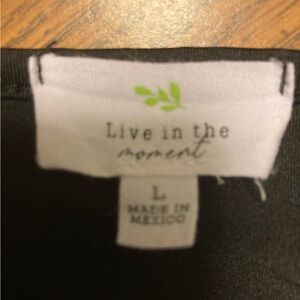 Live in the
moment
L
MADE IN
MEXICO